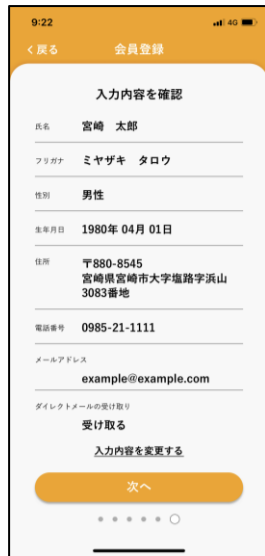 9:22 4G
く戻る 会員登録
入力内容を確認
氏名 宮崎 太郎
フリガナ ミヤザキ タロウ
性別 男性
生年月日 1980年 04月 01日
住所 〒880-8545
宮崎県宮崎市大字塩路字浜山
3083番地
電話番号 0985-21-1111
メールアドレス
example@example.com
ダイレクトメールの受け取り
受け取る
入力内容を変更する
次へ